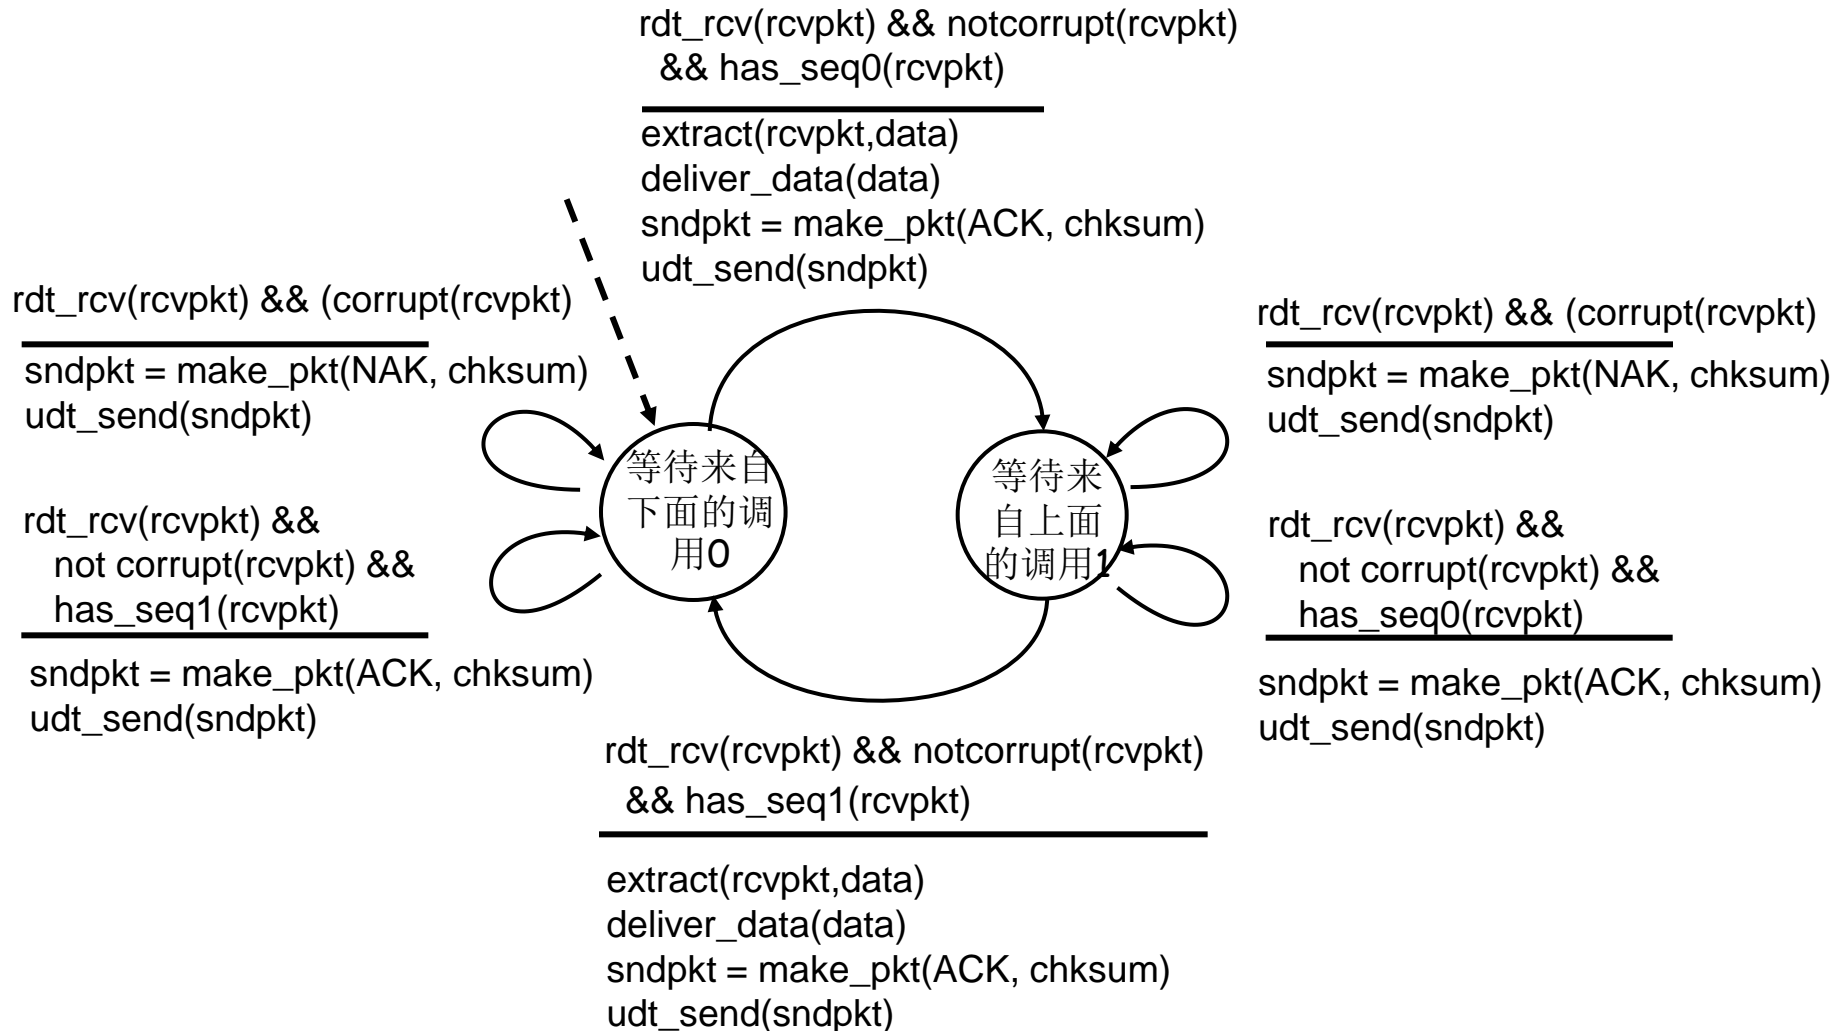 rdt_rcv(rcvpkt) && notcorrupt(rcvpkt)
&& has_seq0(rcvpkt)
extract(rcvpkt,data)
deliver_data(data)
sndpkt = make_pkt(ACK, chksum)
udt_send(sndpkt)
rdt_rcv(rcvpkt) && (corrupt(rcvpkt)
sndpkt = make_pkt(NAK, chksum)
udt_send(sndpkt)
rdt_rcv(rcvpkt) &&
not corrupt(rcvpkt) &&
has_seq1(rcvpkt)
sndpkt = make_pkt(ACK, chksum)
udt_send(sndpkt)
等待来自
下面的调
用0
等待来
自上面
的调用1
rdt_rcv(rcvpkt) && (corrupt(rcvpkt)
sndpkt = make_pkt(NAK, chksum)
udt_send(sndpkt)
rdt_rcv(rcvpkt) &&
not corrupt(rcvpkt) &&
has_seq0(rcvpkt)
sndpkt = make_pkt(ACK, chksum)
udt_send(sndpkt)
rdt_rcv(rcvpkt) && notcorrupt(rcvpkt)
&& has_seq1(rcvpkt)
extract(rcvpkt,data)
deliver_data(data)
sndpkt = make_pkt(ACK, chksum)
udt_send(sndpkt)